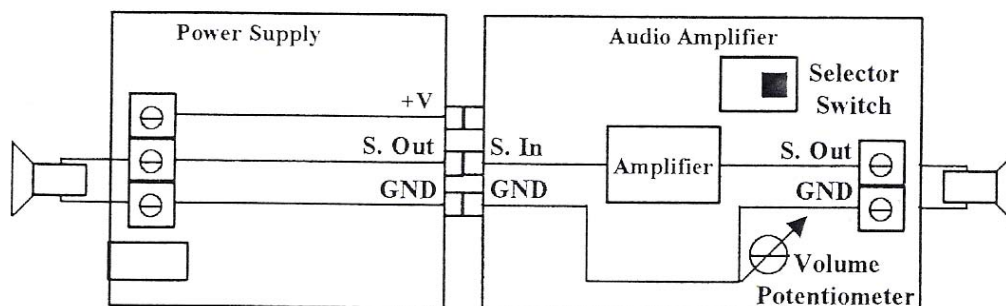 Power Supply
Audio Amplifier
Selector
Switch
+V
S. Out
S. In
Amplifier
S. Out
GND
GND
GND
Volume
Potentiometer